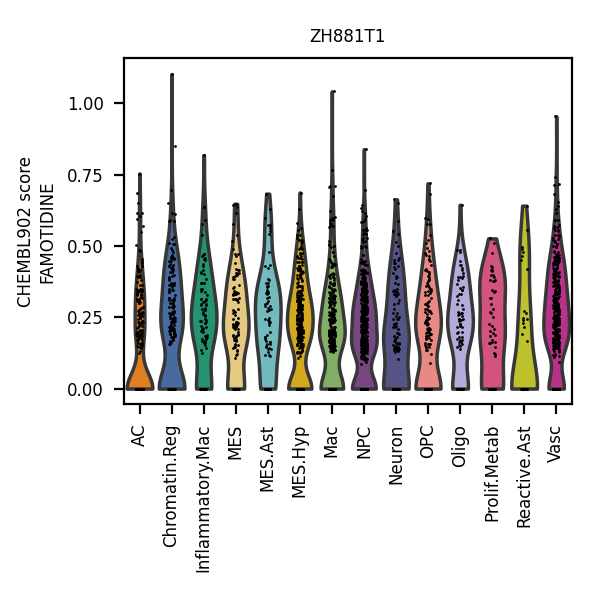 ZH881T1
CHEMBL902 score
FAMOTIDINE
1.00
0.75
0.50
0.25
0.00
AC
Chromatin.Reg
Inflammatory.Mac
MES
MES.Ast
MES.Hyp
Mac
NPC
Neuron
OPC
Oligo
Prolif.Metab
Reactive.Ast
Vasc